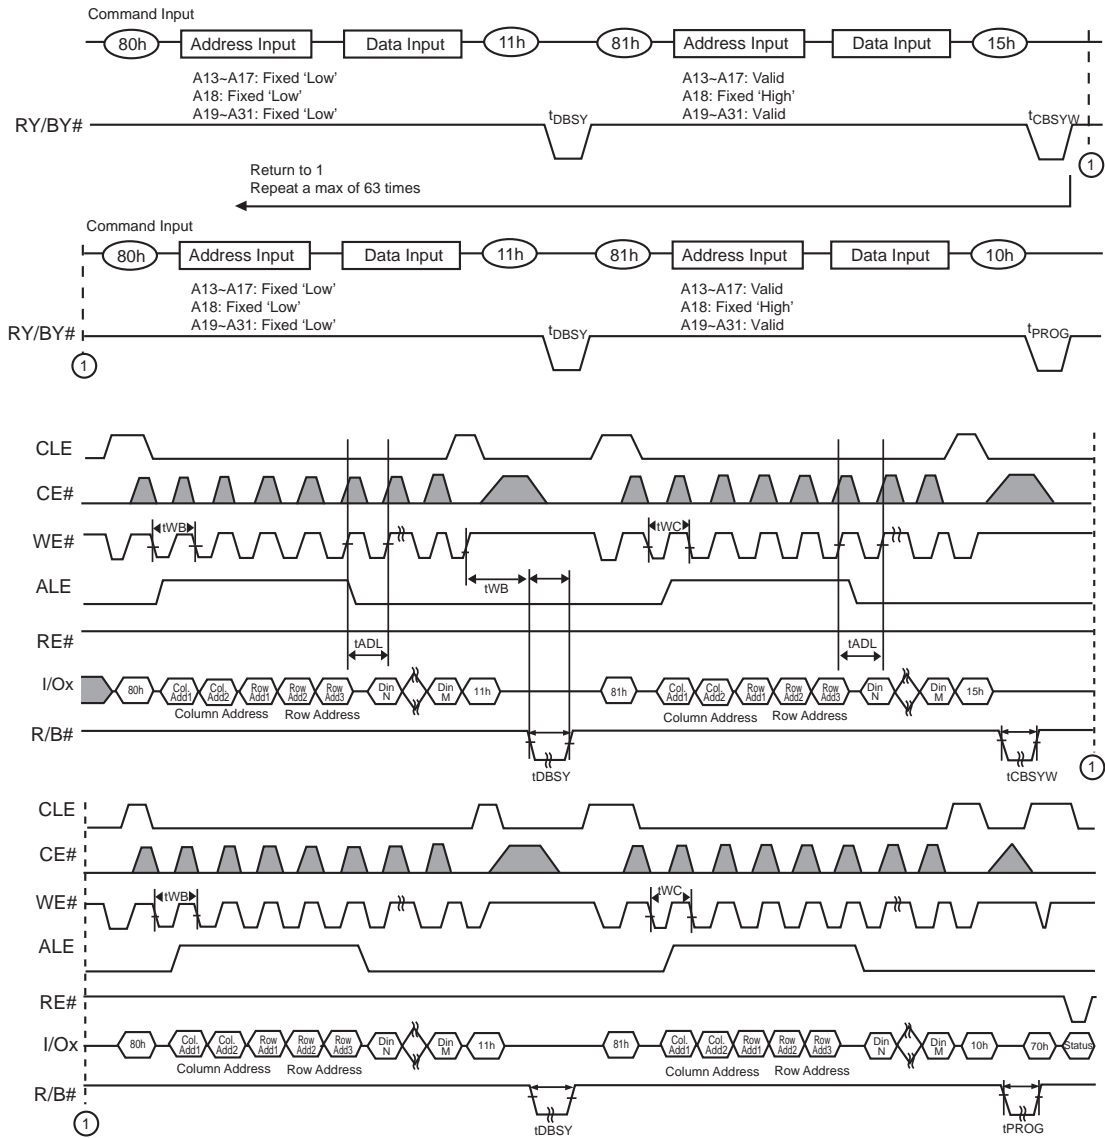 Command Input
80h Address Input Data Input 11h 81h Address Input Data Input 15h
A13~A17: Fixed 'Low' A13~A17: Valid
A18: Fixed 'Low' A18: Fixed 'High'
A19~A31: Fixed 'Low' A19~A31: Valid
RY/BY# tDBSY tCBSYW
1
Return to 1
Repeat a max of 63 times
Command Input
80h Address Input Data Input 11h 81h Address Input Data Input 10h
A13~A17: Fixed 'Low' A13~A17: Valid
A18: Fixed 'Low' A18: Fixed 'High'
A19~A31: Fixed 'Low' A19~A31: Valid
RY/BY# tDBSY tPROG
1
CLE
CE#
WE# tWB tWC
ALE tWB
RE# tADL tADL
I/Ox 80h Col. Add1 Col. Add2 Row Add1 Row Add2 Row Add3 Din N Din M 11h 81h Col. Add1 Col. Add2 Row Add1 Row Add2 Row Add3 Din N Din M 15h
Column Address Row Address Column Address Row Address
R/B# tDBSY tCBSYW
1
CLE
CE#
WE# tWB tWC
ALE
RE#
I/Ox 80h Col. Add1 Col. Add2 Row Add1 Row Add2 Row Add3 Din N Din M 11h 81h Col. Add1 Col. Add2 Row Add1 Row Add2 Row Add3 Din N Din M 10h 70h Status
Column Address Row Address Column Address Row Address
R/B# tDBSY tPROG
1